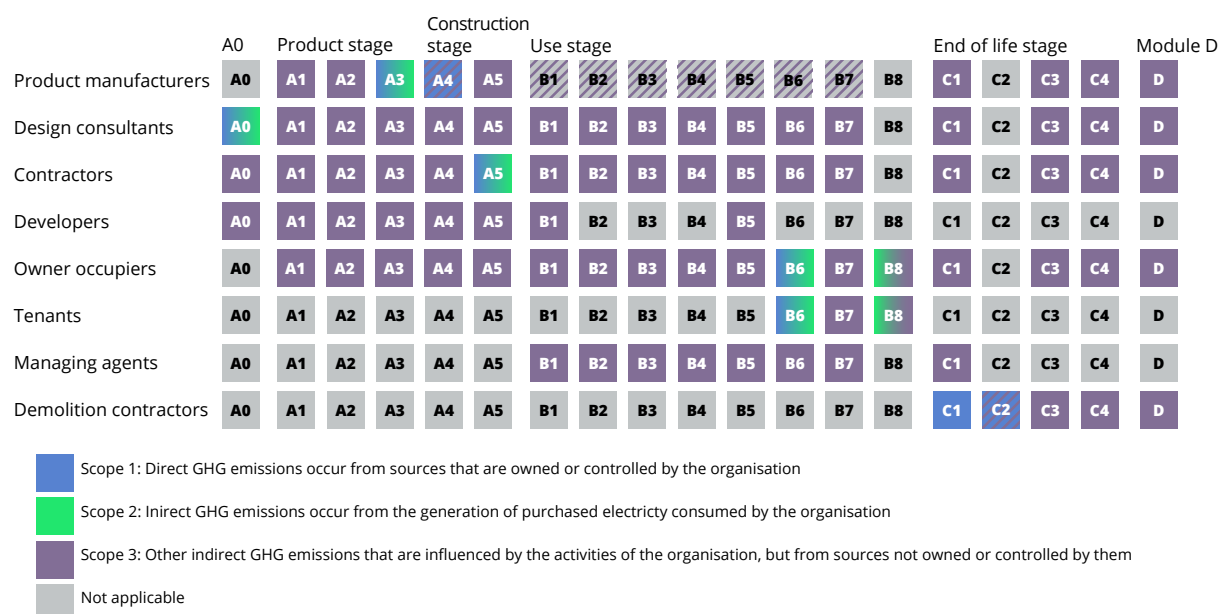 A0 Product stage Construction stage Use stage End of life stage Module D
Product manufacturers A0 A1 A2 A3 A4 A5 B1 B2 B3 B4 B5 B6 B7 B8 C1 C2 C3 C4 D
Design consultants A0 A1 A2 A3 A4 A5 B1 B2 B3 B4 B5 B6 B7 B8 C1 C2 C3 C4 D
Contractors A0 A1 A2 A3 A4 A5 B1 B2 B3 B4 B5 B6 B7 B8 C1 C2 C3 C4 D
Developers A0 A1 A2 A3 A4 A5 B1 B2 B3 B4 B5 B6 B7 B8 C1 C2 C3 C4 D
Owner occupiers A0 A1 A2 A3 A4 A5 B1 B2 B3 B4 B5 B6 B7 B8 C1 C2 C3 C4 D
Tenants A0 A1 A2 A3 A4 A5 B1 B2 B3 B4 B5 B6 B7 B8 C1 C2 C3 C4 D
Managing agents A0 A1 A2 A3 A4 A5 B1 B2 B3 B4 B5 B6 B7 B8 C1 C2 C3 C4 D
Demolition contractors A0 A1 A2 A3 A4 A5 B1 B2 B3 B4 B5 B6 B7 B8 C1 C2 C3 C4 D
Scope 1: Direct GHG emissions occur from sources that are owned or controlled by the organisation
Scope 2: Inirect GHG emissions occur from the generation of purchased electricty consumed by the organisation
Scope 3: Other indirect GHG emissions that are influenced by the activities of the organisation, but from sources not owned or controlled by them
Not applicable